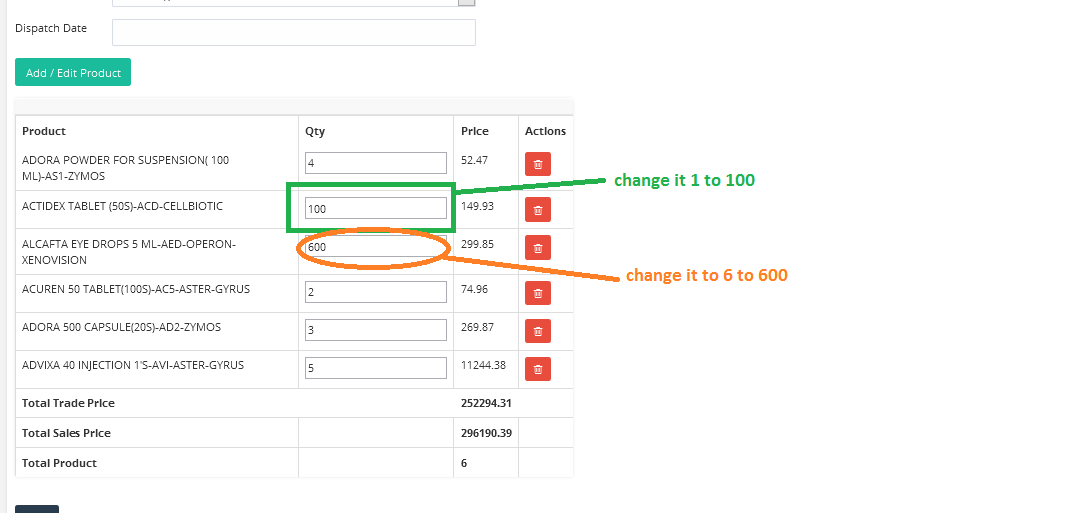 Dispatch Date
Add / Edit Product
Product Qty Price Actions
ADORA POWDER FOR SUSPENSION( 100 4 52.47
ML)-AS1-ZYMOS
change it 1 to 100
ACTIDEX TABLET (50S)-ACD-CELLBIOTIC 100 149.93
ALCAFTA EYE DROPS 5 ML-AED-OPERON- 600 299.85
XENOVISION
change it to 6 to 600
ACUREN 50 TABLET(100S)-AC5-ASTER-GYRUS 2 74.96
ADORA 500 CAPSULE(20S)-AD2-ZYMOS 3 269.87
ADVIXA 40 INJECTION 1'S-AVI-ASTER-GYRUS 5 11244.38
Total Trade Price 252294.31
Total Sales Price 296190.39
Total Product 6